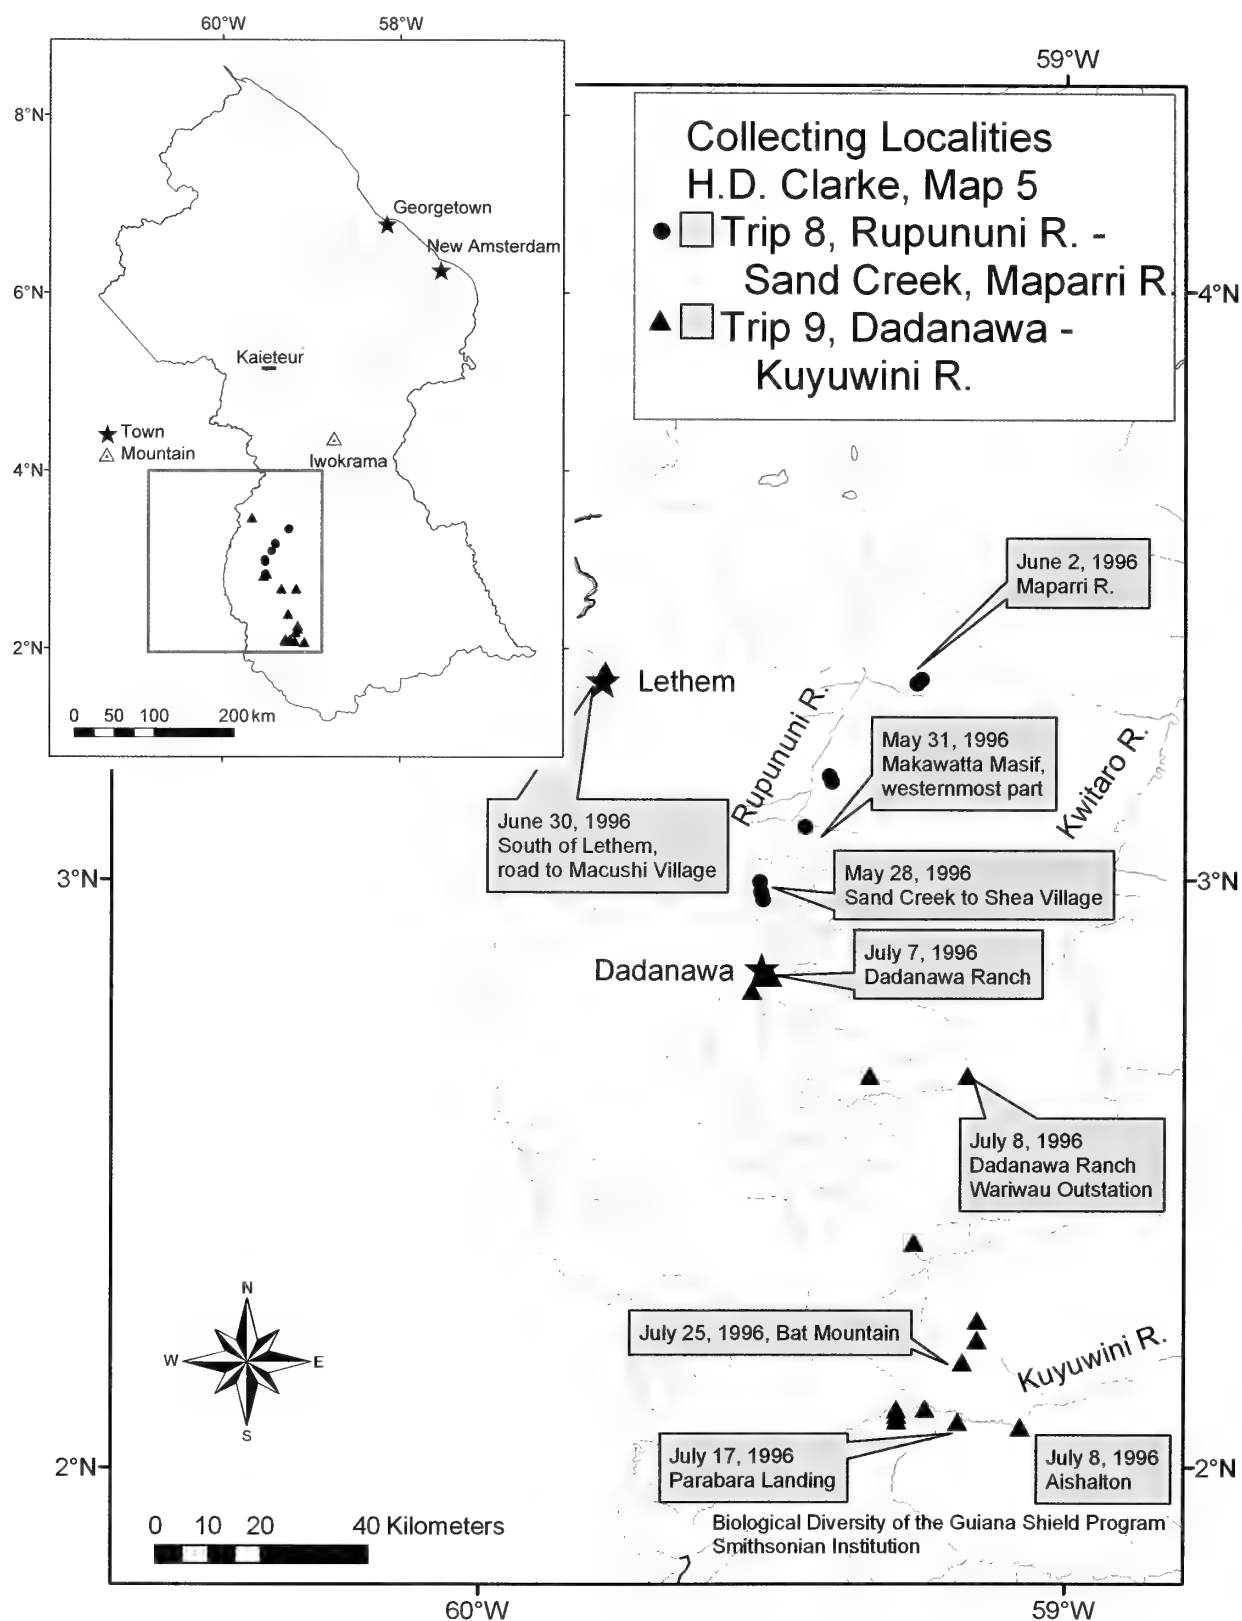 60°W
58°W
8°N
6°N
4°N
2°N
Georgetown
New Amsterdam
Kaieteur
Town
Mountain
Iwokrama
0 50 100 200 km
59°W
Collecting Localities
H.D. Clarke, Map 5
Trip 8, Rupununi R. -
Sand Creek, Maparri R.
Trip 9, Dadanawa -
Kuyuwini R.
4°N
June 2, 1996
Maparri R.
Lethem
Rupununi R.
May 31, 1996
Makawatta Masif,
westernmost part
Kwitaro R.
June 30, 1996
South of Lethem,
road to Macushi Village
3°N
May 28, 1996
Sand Creek to Shea Village
3°N
Dadanawa
July 7, 1996
Dadanawa Ranch
July 8, 1996
Dadanawa Ranch
Wariwau Outstation
N
W
E
S
July 25, 1996, Bat Mountain
Kuyuwini R.
July 17, 1996
Parabara Landing
July 8, 1996
Aishalton
2°N
2°N
0 10 20 40 Kilometers
Biological Diversity of the Guiana Shield Program
Smithsonian Institution
60°W
59°W